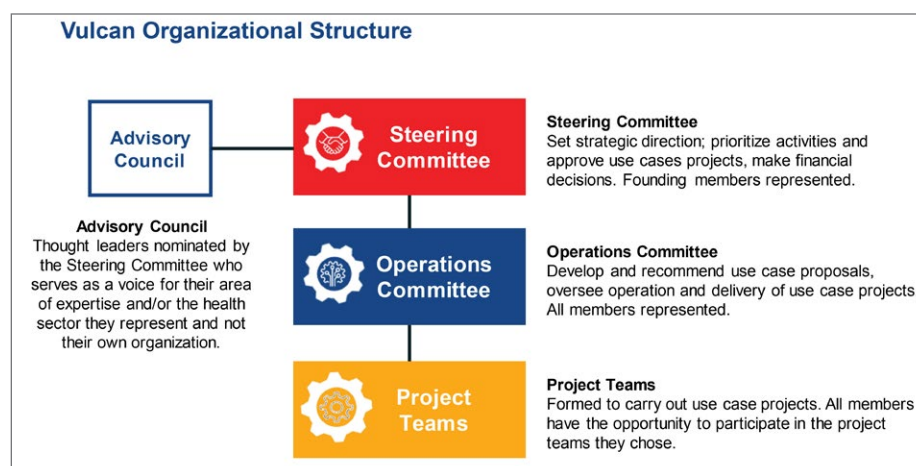 Vulcan Organizational Structure
Advisory
Council
Steering
Committee
Steering Committee
Set strategic direction; prioritize activities and
approve use cases projects, make financial
decisions. Founding members represented.
Advisory Council
Thought leaders nominated by
the Steering Committee who
serves as a voice for their area
of expertise and/or the health
sector they represent and not
their own organization.
Operations
Committee
Operations Committee
Develop and recommend use case proposals,
oversee operation and delivery of use case projects
All members represented.
Project
Teams
Project Teams
Formed to carry out use case projects. All members
have the opportunity to participate in the project
teams they chose.